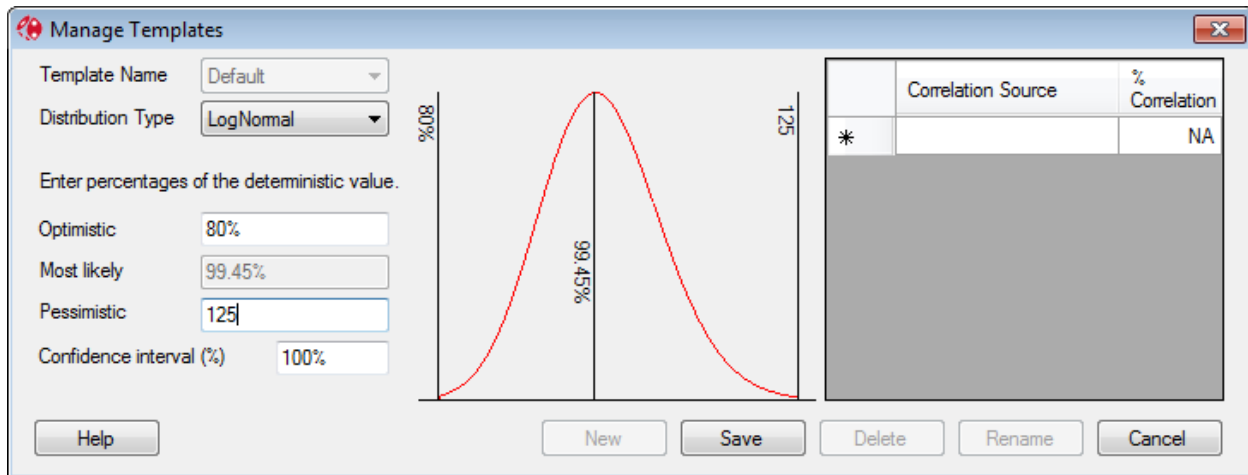 Manage Templates
Template Name Default
Distribution Type LogNormal
Enter percentages of the deterministic value.
Optimistic 80%
Most likely 99.45%
Pessimistic 125
Confidence interval (%) 100%
80%
99.45%
125
Correlation Source % Correlation
* NA
Help New Save Delete Rename Cancel